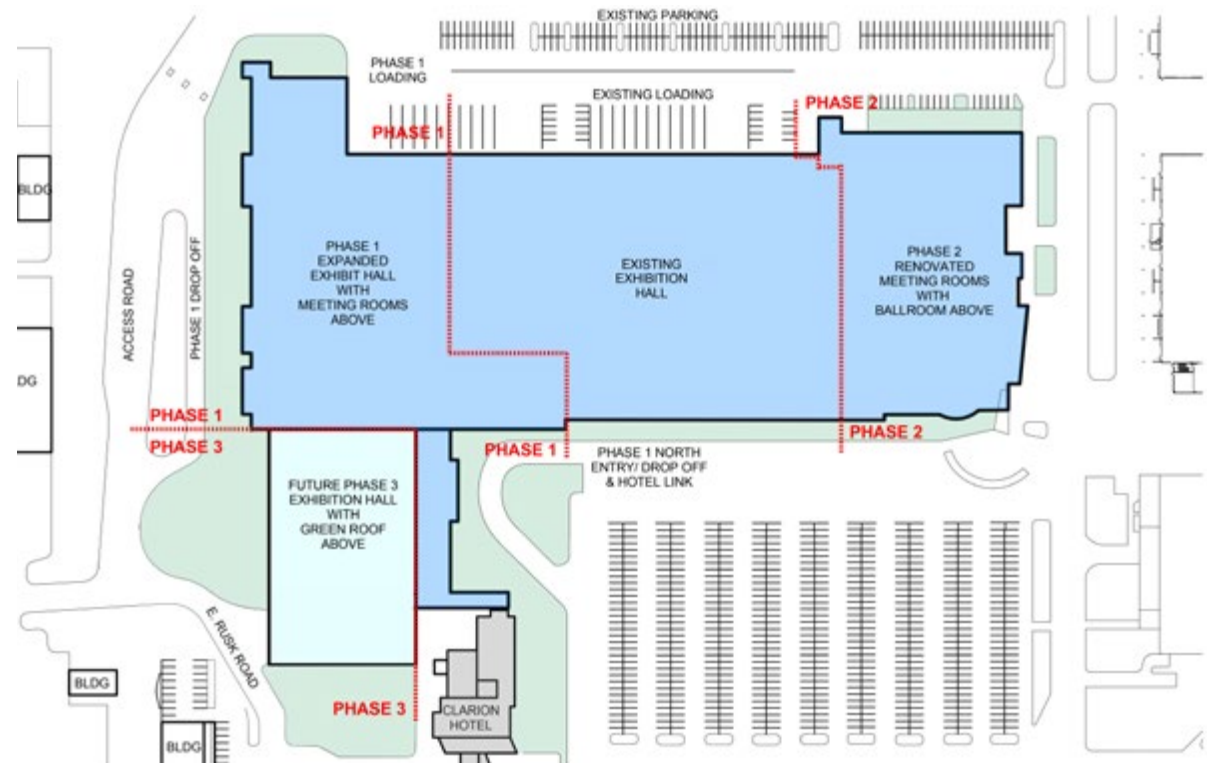 EXISTING PARKING
PHASE 1
LOADING
EXISTING LOADING
PHASE 2
PHASE 1
BLDG
PHASE 1
EXPANDED
EXHIBIT HALL
WITH
MEETING ROOMS
ABOVE
EXISTING
EXHIBITION
HALL
PHASE 2
RENOVATED
MEETING ROOMS
WITH
BALLROOM ABOVE
ACCESS ROAD
PHASE 1 DROP OFF
DG
PHASE 1
PHASE 3
PHASE 1
PHASE 2
PHASE 1 NORTH
ENTRY/ DROP OFF
& HOTEL LINK
FUTURE PHASE 3
EXHIBITION HALL
WITH
GREEN ROOF
ABOVE
E. RUSK ROAD
BLDG
PHASE 3
CLARION
HOTEL
BLDG